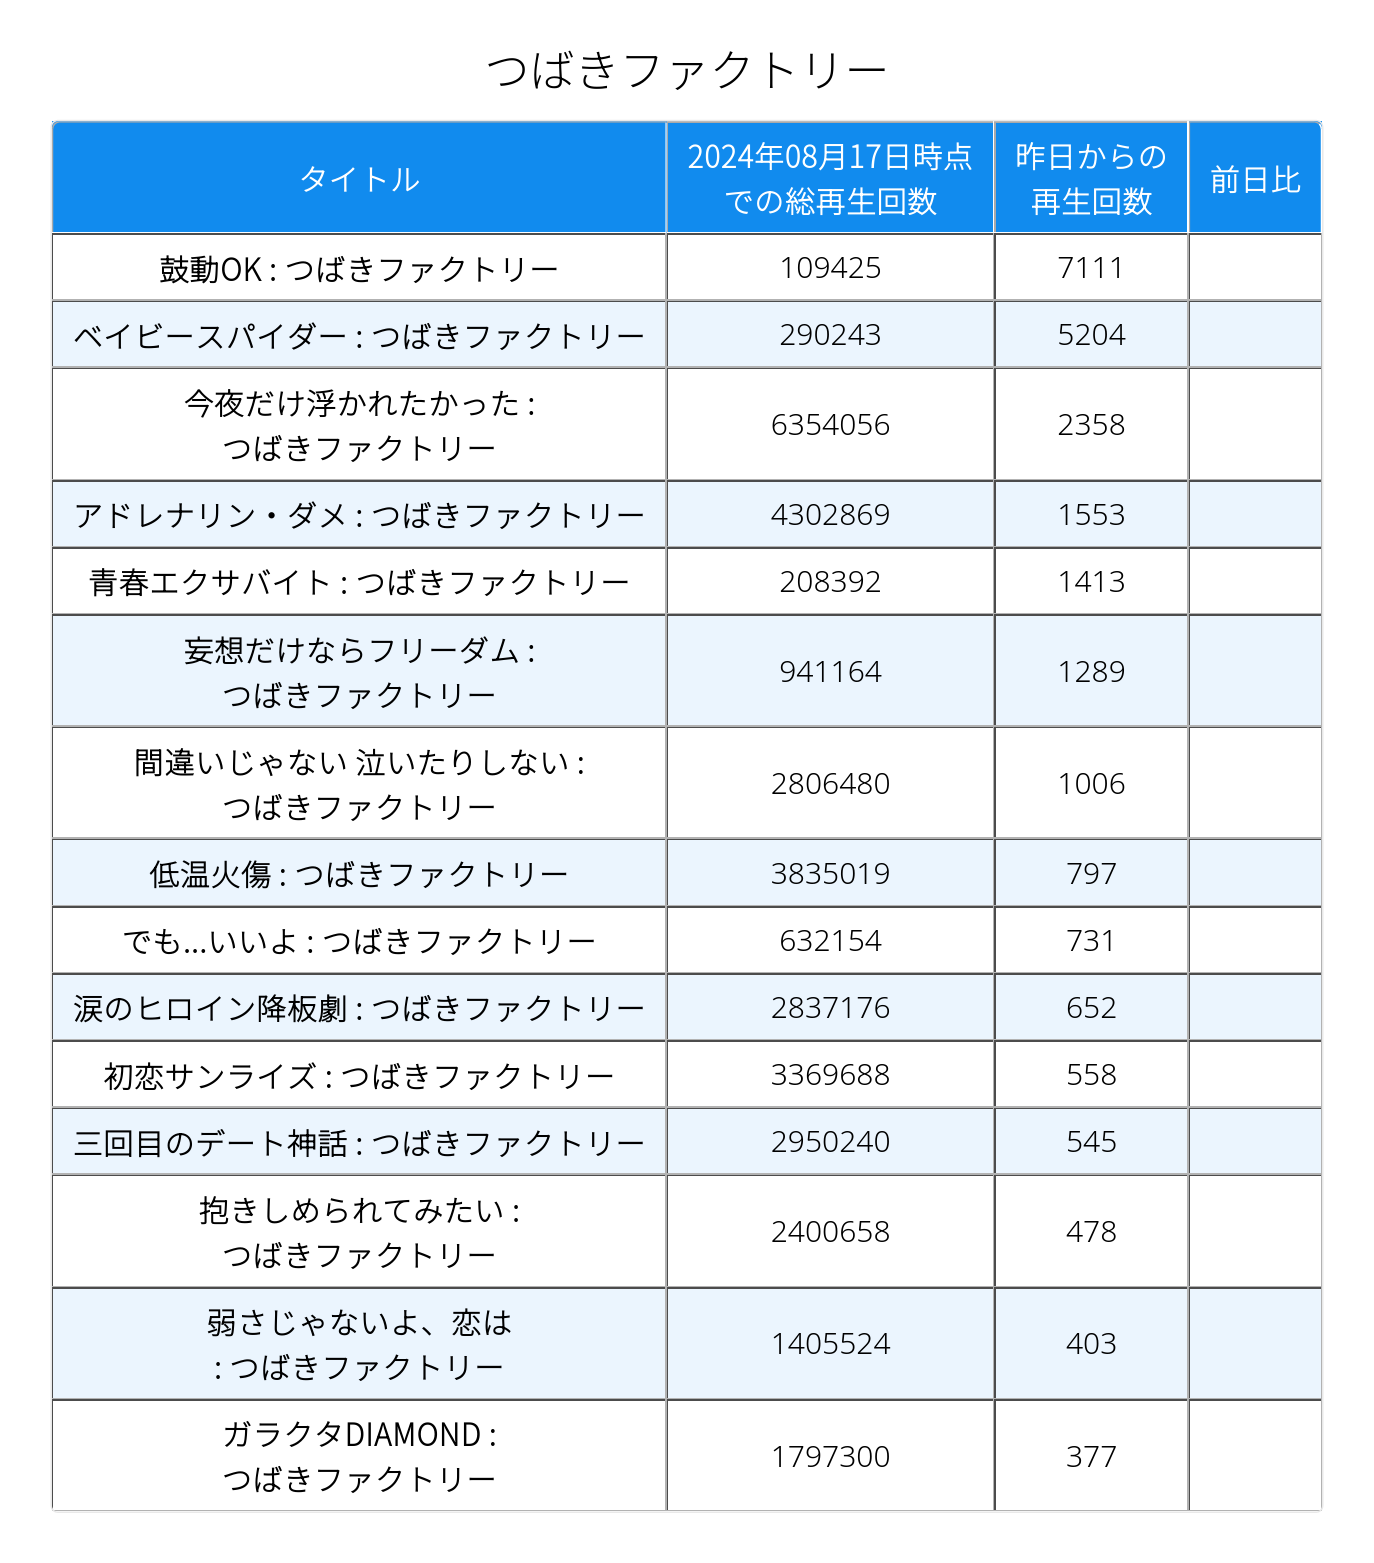 つばきファクトリー
タイトル
2024年08月17日時点
での総再生回数
昨日からの
再生回数
前日比
鼓動OK : つばきファクトリー
109425
7111
ベイビースパイダー : つばきファクトリー
290243
5204
今夜だけ浮かれたかった :
つばきファクトリー
6354056
2358
アドレナリン・ダメ : つばきファクトリー
4302869
1553
青春エクサバイト : つばきファクトリー
208392
1413
妄想だけならフリーダム :
つばきファクトリー
941164
1289
間違いじゃない 泣いたりしない :
つばきファクトリー
2806480
1006
低温火傷 : つばきファクトリー
3835019
797
でも...いいよ : つばきファクトリー
632154
731
涙のヒロイン降板劇 : つばきファクトリー
2837176
652
初恋サンライズ : つばきファクトリー
3369688
558
三回目のデート神話 : つばきファクトリー
2950240
545
抱きしめられてみたい :
つばきファクトリー
2400658
478
弱さじゃないよ、恋は
: つばきファクトリー
1405524
403
ガラクタDIAMOND :
つばきファクトリー
1797300
377